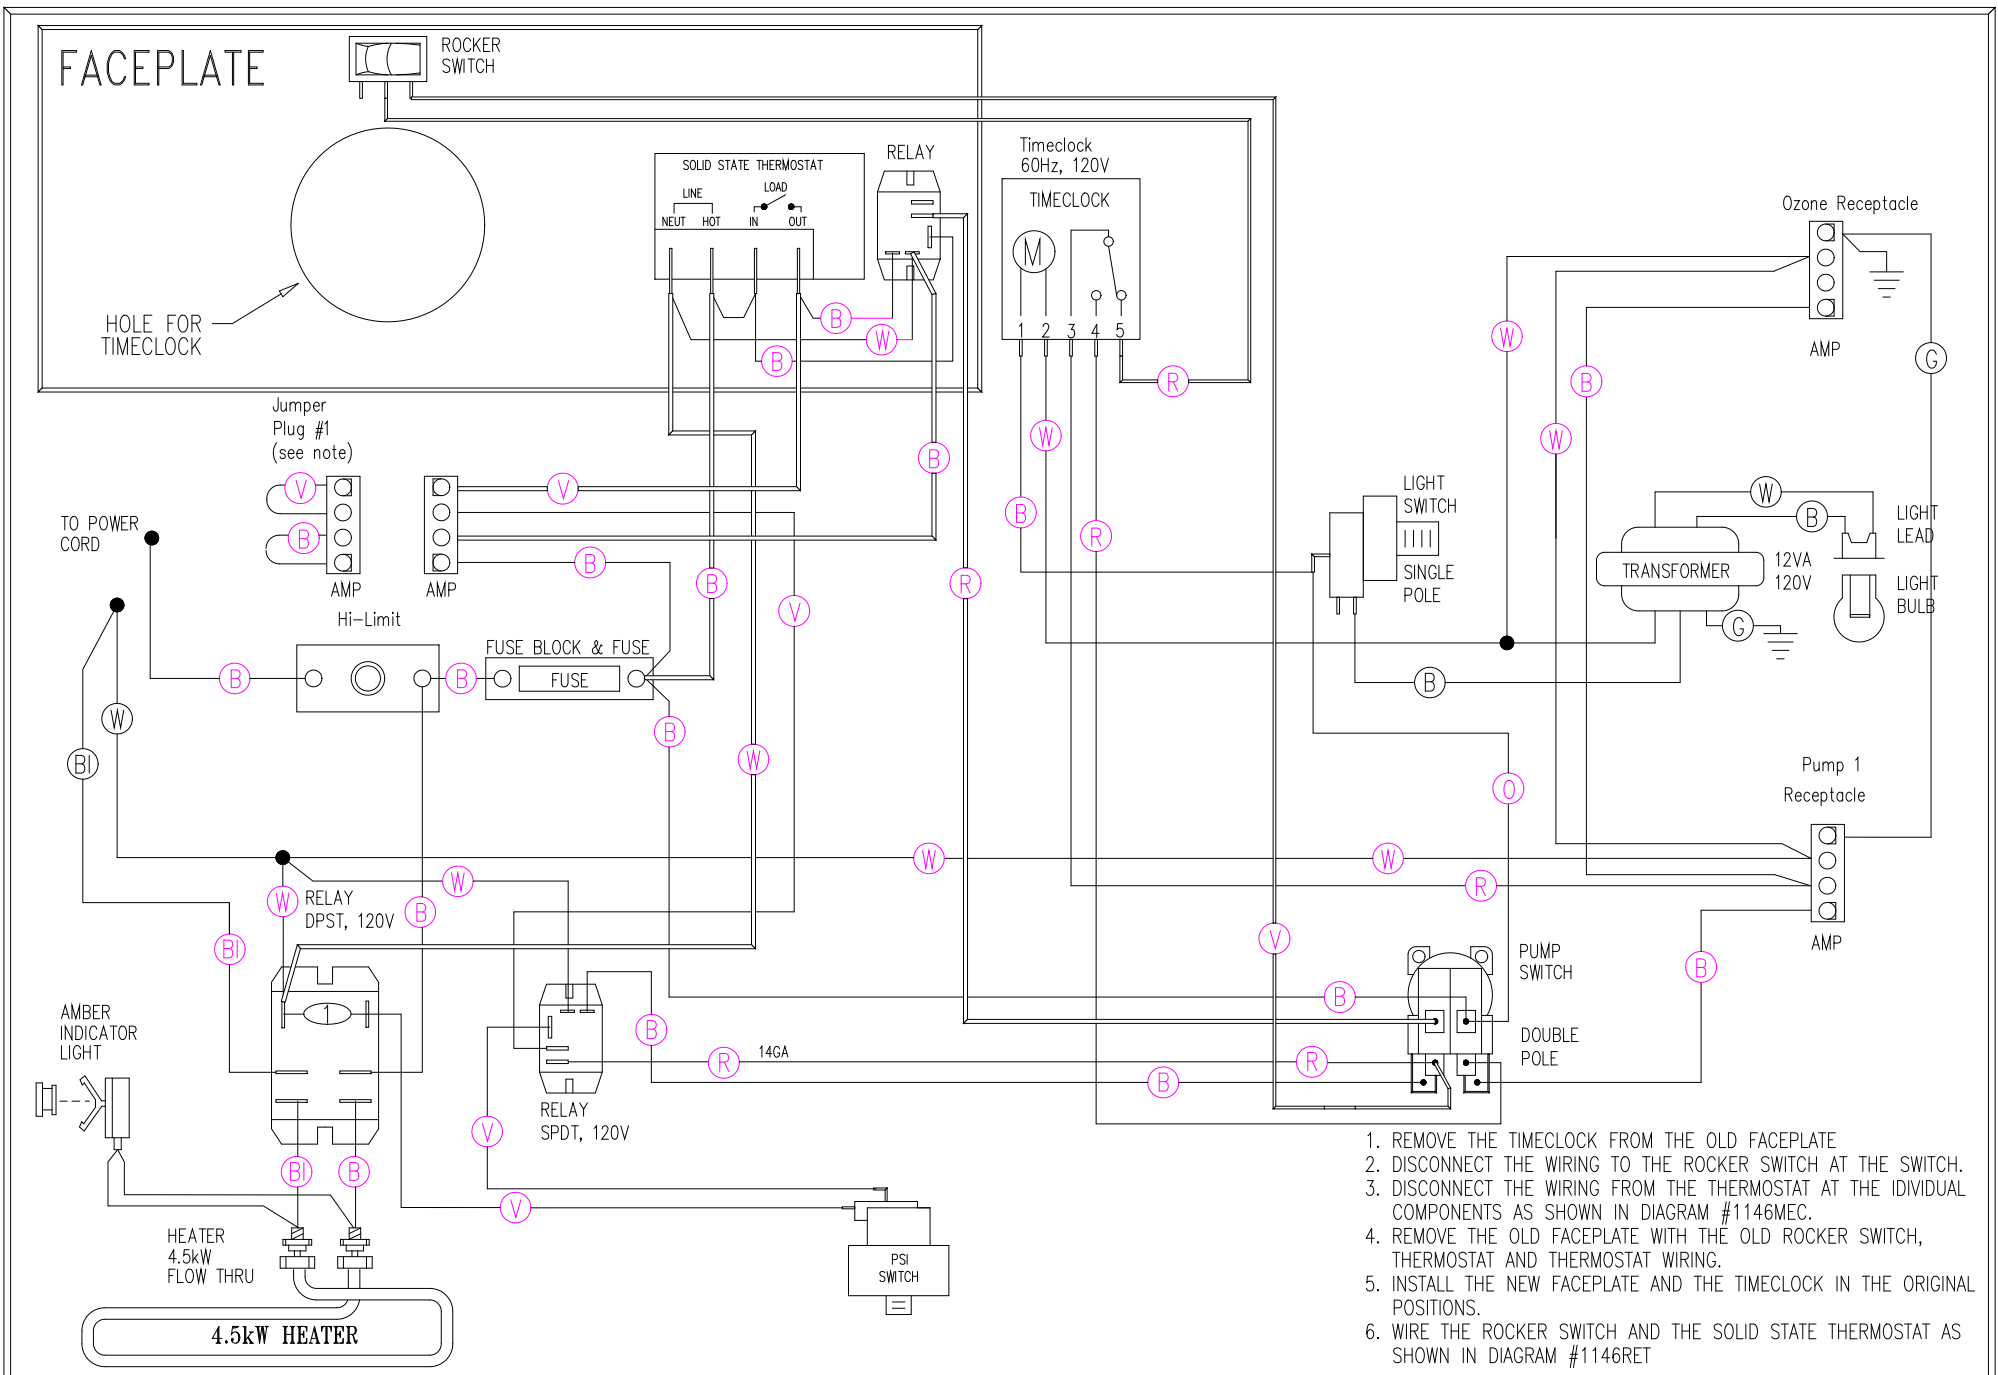 FACEPLATE
ROCKER
SWITCH
HOLE FOR
TIMECLOCK
SOLID STATE THERMOSTAT
LINE
LOAD
NEUT HOT IN OUT
RELAY
Timeclock
60Hz, 120V
TIMECLOCK
M
1 2 3 4 5
B
W
B
R
Ozone Receptacle
AMP
W
B
G
W
Jumper
Plug #1
(see note)
V
B
AMP
AMP
V
B
B
W
B
R
B
R
B
V
TO POWER
CORD
Hi-Limit
B
B
FUSE BLOCK & FUSE
FUSE
B
W
BI
W
LIGHT
SWITCH
SINGLE
POLE
W
B
TRANSFORMER
12VA
120V
G
B
LIGHT
LEAD
LIGHT
BULB
O
Pump 1
Receptacle
AMP
W
W
W
R
W
RELAY
DPST, 120V
B
BI
V
B
PUMP
SWITCH
DOUBLE
POLE
B
B
R
14GA
R
B
1
AMBER
INDICATOR
LIGHT
RELAY
SPDT, 120V
V
V
BI
B
HEATER
4.5kW
FLOW THRU
4.5kW HEATER
PSI
SWITCH
1. REMOVE THE TIMECLOCK FROM THE OLD FACEPLATE
2. DISCONNECT THE WIRING TO THE ROCKER SWITCH AT THE SWITCH.
3. DISCONNECT THE WIRING FROM THE THERMOSTAT AT THE IDIVIDUAL
COMPONENTS AS SHOWN IN DIAGRAM #1146MEC.
4. REMOVE THE OLD FACEPLATE WITH THE OLD ROCKER SWITCH,
THERMOSTAT AND THERMOSTAT WIRING.
5. INSTALL THE NEW FACEPLATE AND THE TIMECLOCK IN THE ORIGINAL
POSITIONS.
6. WIRE THE ROCKER SWITCH AND THE SOLID STATE THERMOSTAT AS
SHOWN IN DIAGRAM #1146RET